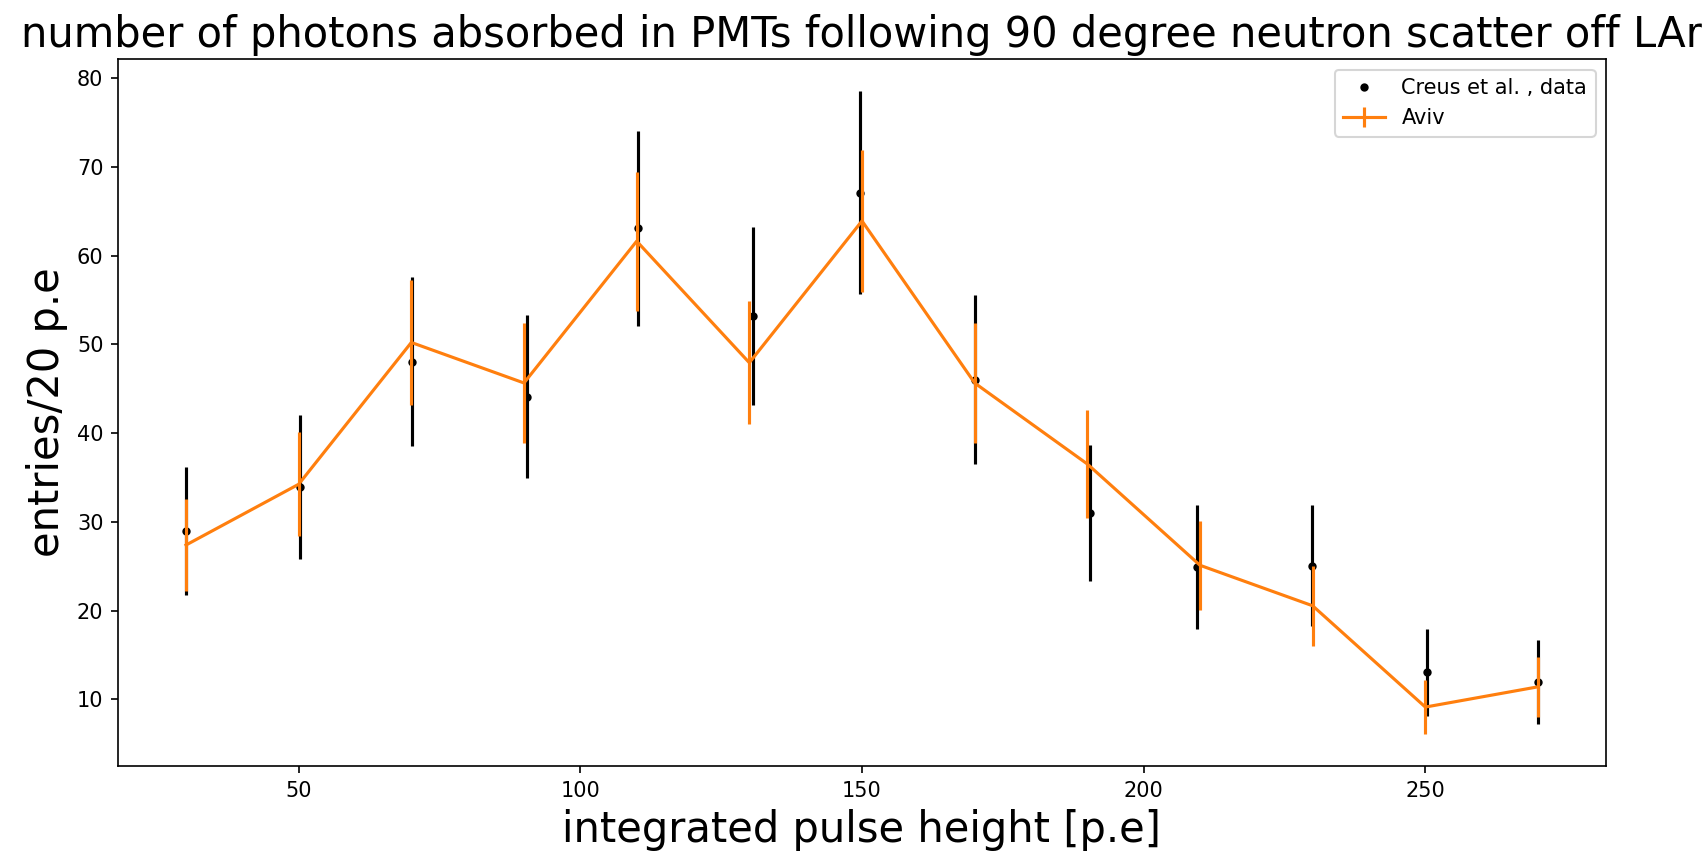 number of photons absorbed in PMTs following 90 degree neutron scatter off LAr
Creus et al. , data
Aviv
80
70
60
50
40
30
20
10
entries/20 p.e
50
100
150
200
250
integrated pulse height [p.e]